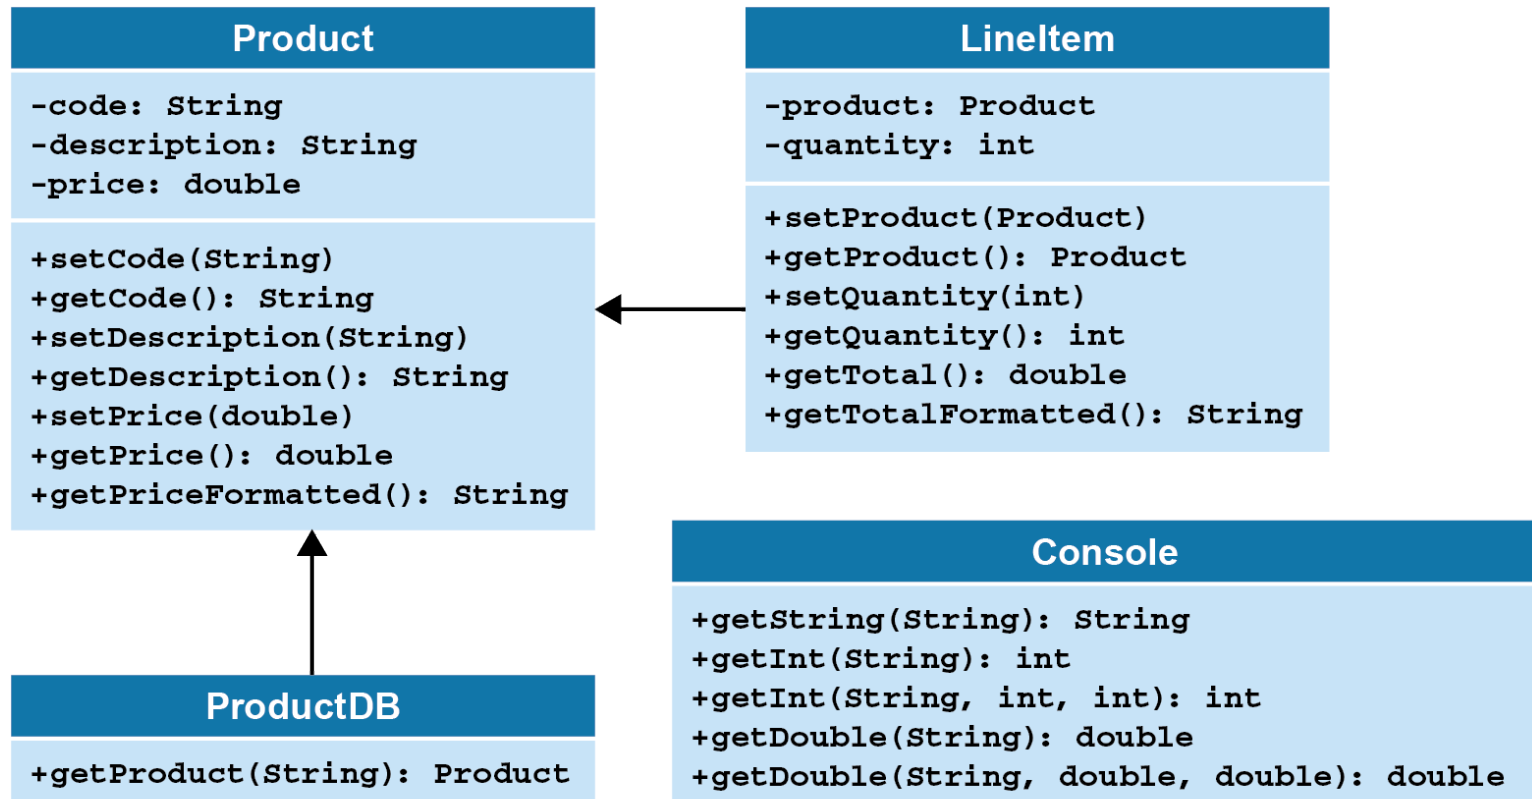 Product
-code: String
-description: String
-price: double
+setCode(String)
+getCode(): String
+setDescription(String)
+getDescription(): String
+setPrice(double)
+getPrice(): double
+getPriceFormatted(): String
LineItem
-product: Product
-quantity: int
+setProduct(Product)
+getProduct(): Product
+setQuantity(int)
+getQuantity(): int
+getTotal(): double
+getTotalFormatted(): String
ProductDB
+getProduct(String): Product
Console
+getString(String): String
+getInt(String): int
+getInt(String, int, int): int
+getDouble(String): double
+getDouble(String, double, double): double